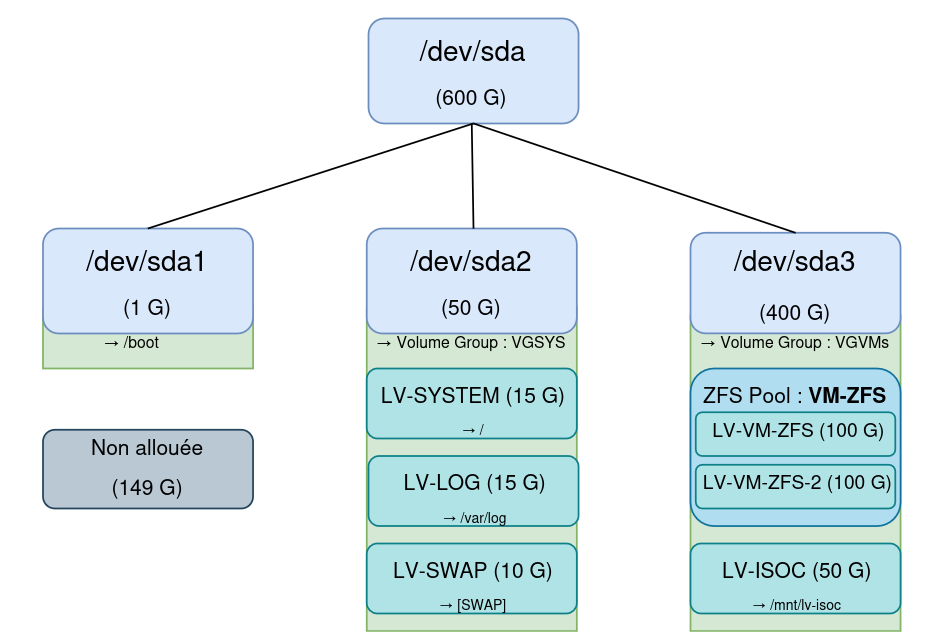 /dev/sda
(600 G)
/dev/sda1
(1 G)
→ /boot
Non allouée
(149 G)
/dev/sda2
(50 G)
→ Volume Group : VGSYS
LV-SYSTEM (15 G)
→ /
LV-LOG (15 G)
→ /var/log
LV-SWAP (10 G)
→ [SWAP]
/dev/sda3
(400 G)
→ Volume Group : VGVMs
ZFS Pool : VM-ZFS
LV-VM-ZFS (100 G)
LV-VM-ZFS-2 (100 G)
LV-ISOC (50 G)
→ /mnt/lv-isoc